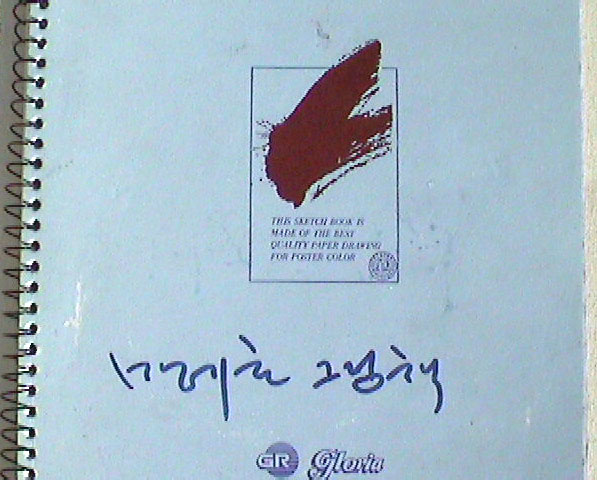 THIS SKETCH BOOK IS
MADE OF THE BEST
QUALITY PAPER DRAWING
FOR POSTER COLOR
그림책
GR Gloria